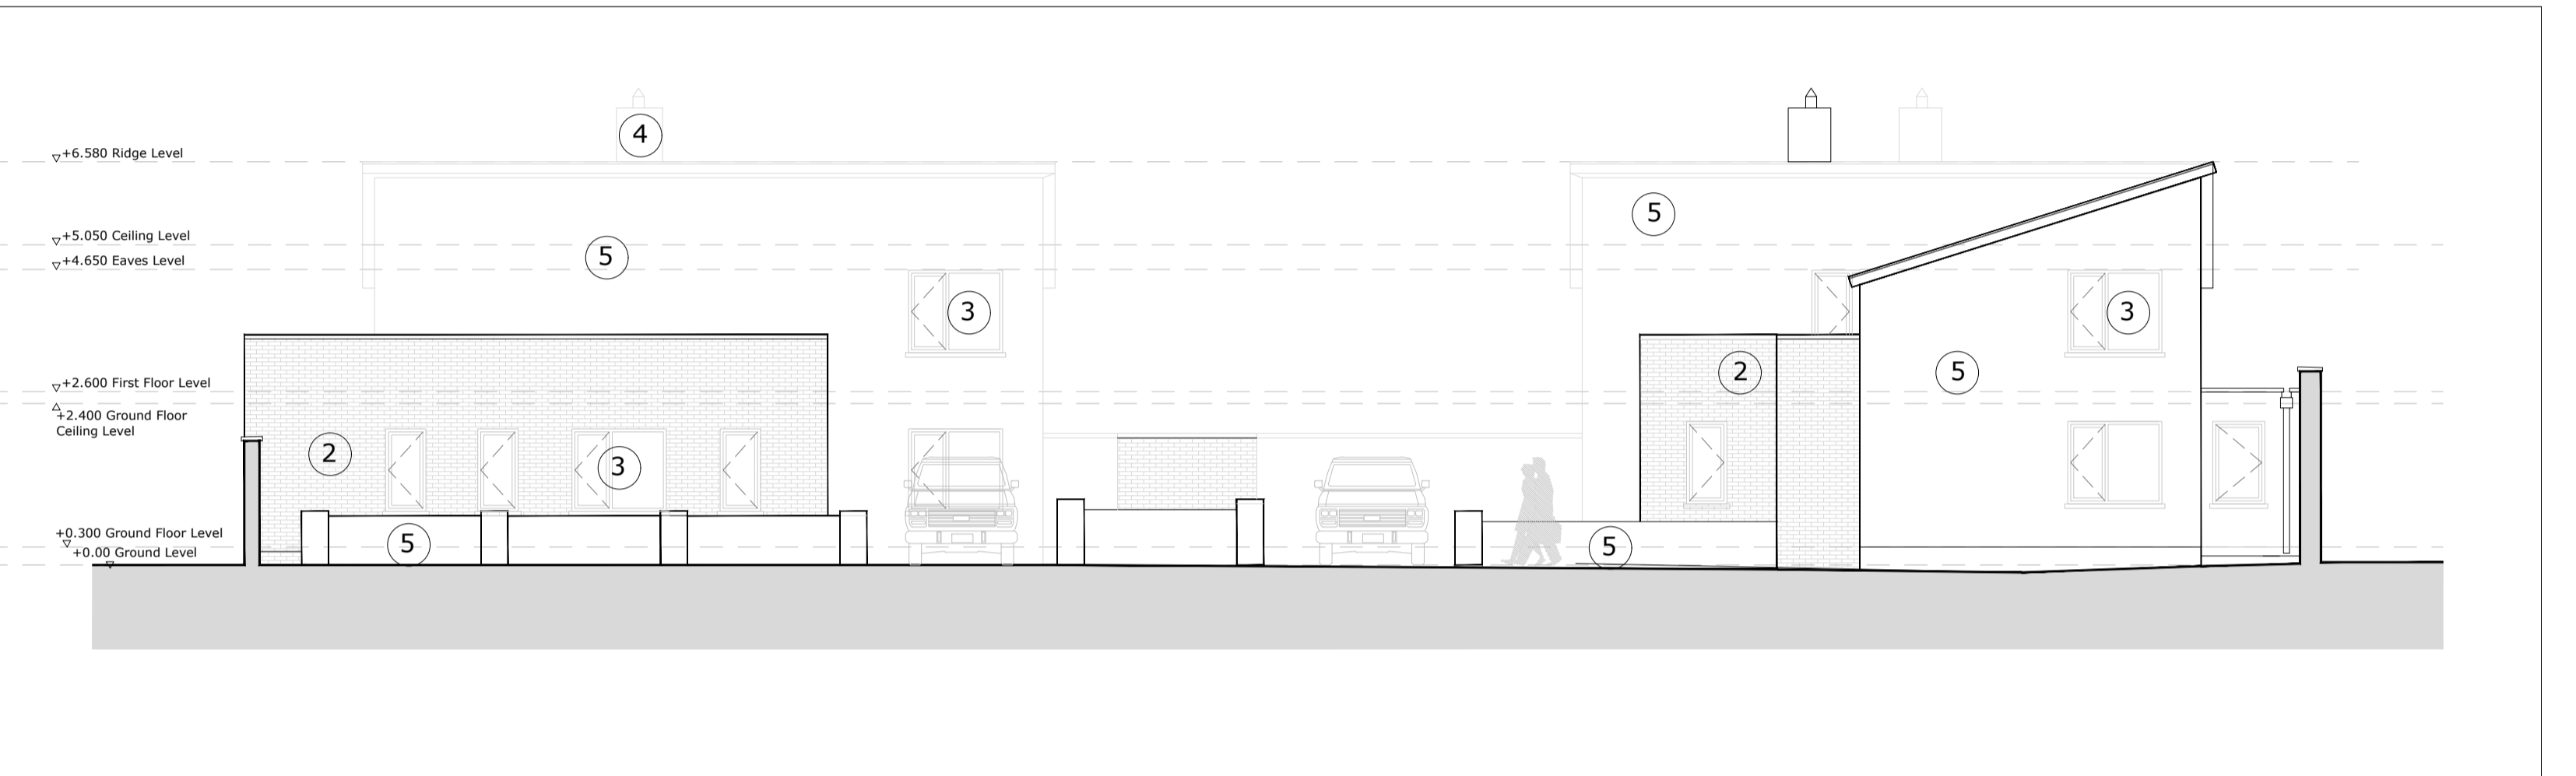 4
+6.580 Ridge Level
5
+5.050 Ceiling Level
5
+4.650 Eaves Level
3
3
2
5
+2.600 First Floor Level
+2.400 Ground Floor
Ceiling Level
2
3
+0.300 Ground Floor Level
5
5
+0.00 Ground Level